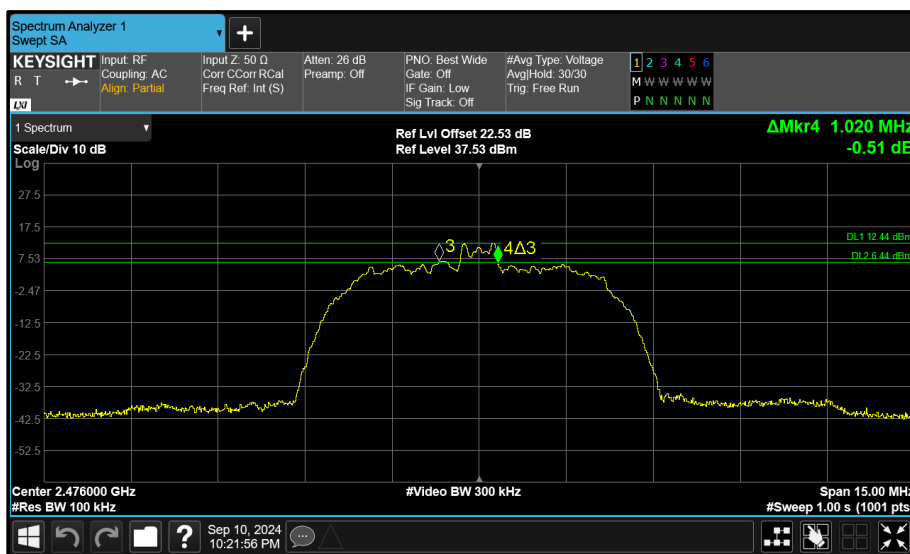 Spectrum Analyzer 1
Swept SA
KEYSIGHT
R T
LXI
Input: RF
Coupling: AC
Align: Partial
Input Z: 50 Ω
Corr CCorr RCal
Freq Ref: Int (S)
Atten: 26 dB
Preamp: Off
PNO: Best Wide
Gate: Off
IF Gain: Low
Sig Track: Off
#Avg Type: Voltage
Avg|Hold: 30/30
Trig: Free Run
1 2 3 4 5 6
M W W W W W
P N N N N N
1 Spectrum
Scale/Div 10 dB
Log
Ref Lvl Offset 22.53 dB
Ref Level 37.53 dBm
ΔMkr4 1.020 MHz
-0.51 dB
27.5
17.5
7.53
-2.47
-12.5
-22.5
-32.5
-42.5
-52.5
3
4Δ3
DL1 12.44 dBm
DL2 6.44 dBm
Center 2.476000 GHz
#Res BW 100 kHz
#Video BW 300 kHz
Span 15.00 MHz
#Sweep 1.00 s (1001 pts
?
Sep 10, 2024
10:21:56 PM